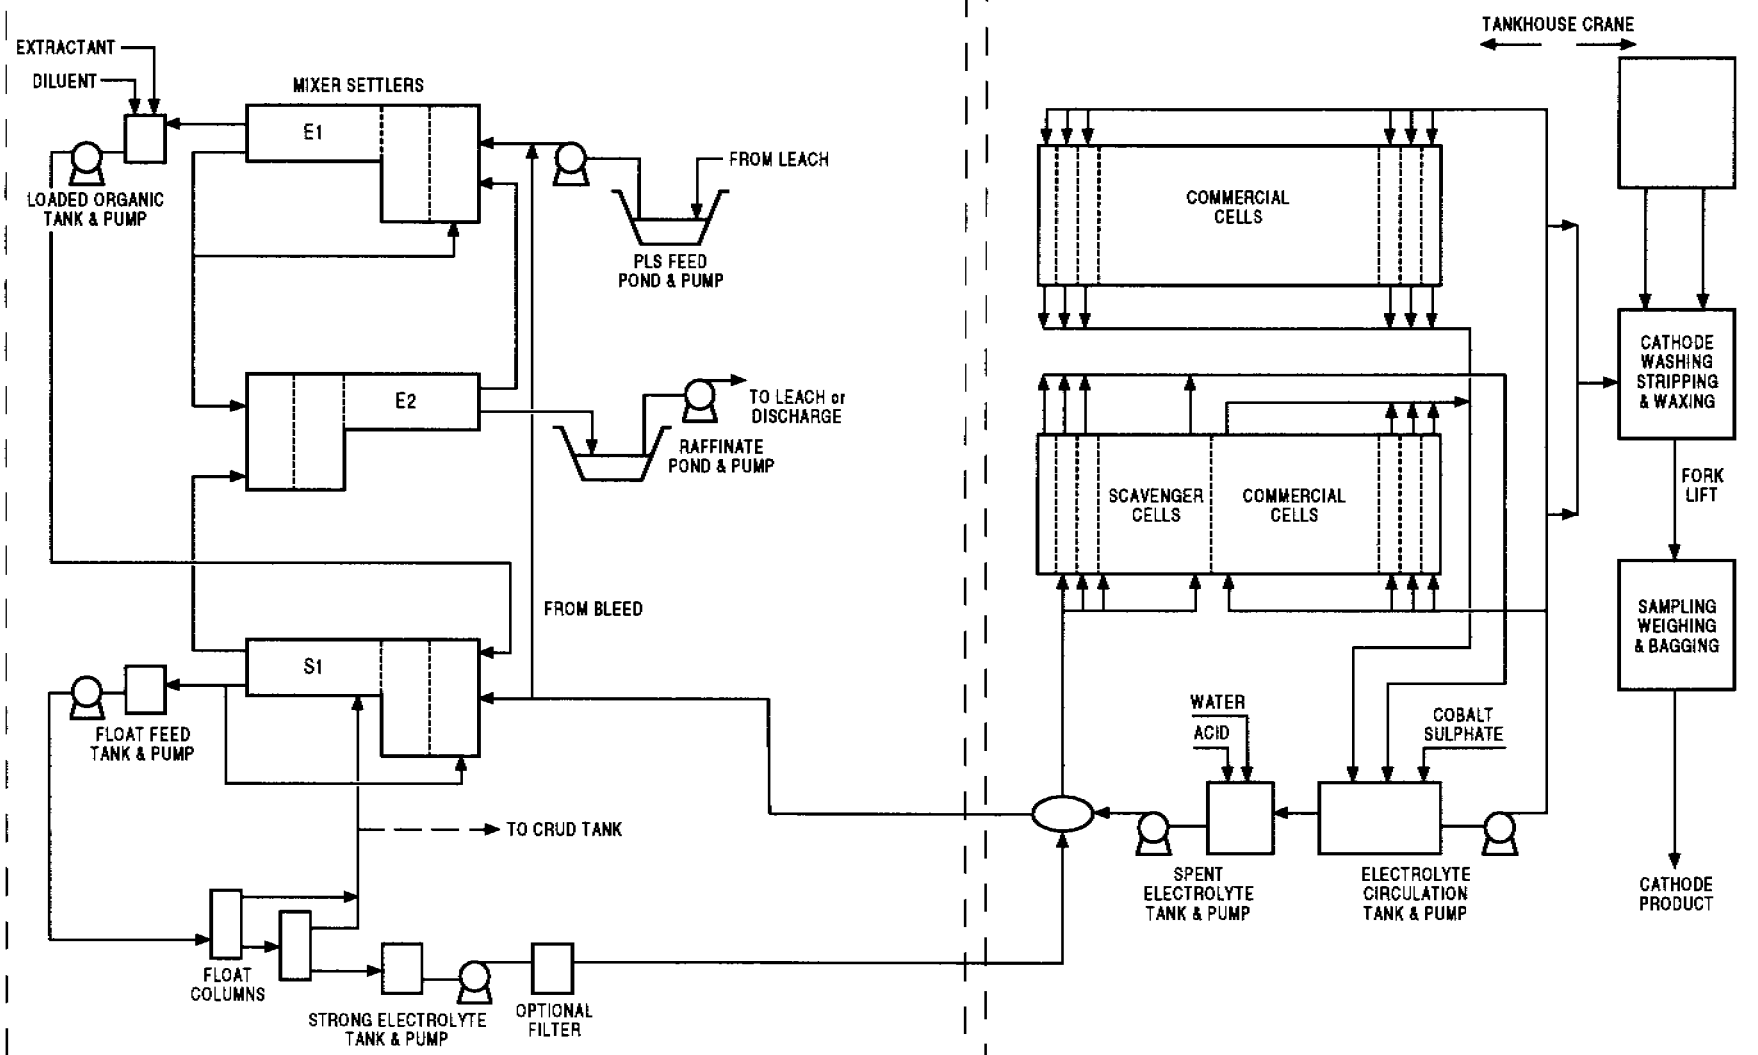 TANKHOUSE CRANE
EXTRACTANT
DILUENT
MIXER SETTLERS
E1
FROM LEACH
LOADED ORGANIC
TANK & PUMP
PLS FEED
POND & PUMP
COMMERCIAL
CELLS
CATHODE
WASHING
STRIPPING
& WAXING
E2
TO LEACH or
DISCHARGE
RAFFINATE
POND & PUMP
SCAVENGER
CELLS
COMMERCIAL
CELLS
FORK
LIFT
FROM BLEED
SAMPLING
WEIGHING
& BAGGING
S1
FLOAT FEED
TANK & PUMP
WATER
ACID
COBALT
SULPHATE
TO CRUD TANK
SPENT
ELECTROLYTE
TANK & PUMP
ELECTROLYTE
CIRCULATION
TANK & PUMP
CATHODE
PRODUCT
FLOAT
COLUMNS
STRONG ELECTROLYTE
TANK & PUMP
OPTIONAL
FILTER